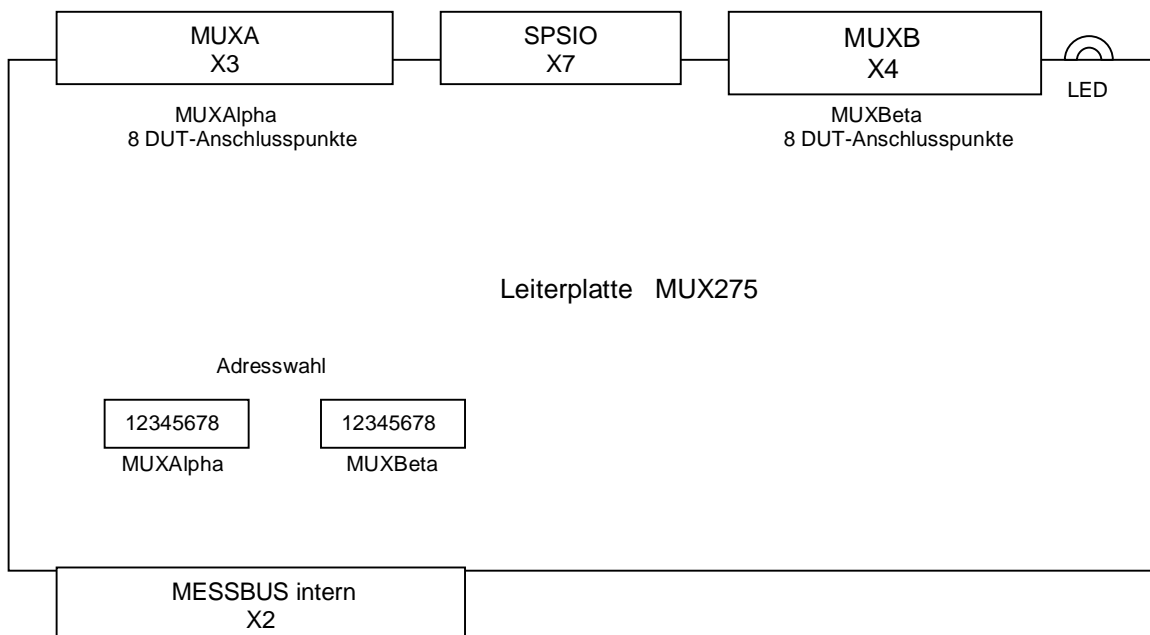 MUXA
X3
SPSIO
X7
MUXB
X4
LED
MUXAlpha
8 DUT-Anschlusspunkte
MUXBeta
8 DUT-Anschlusspunkte
Leiterplatte MUX275
Adresswahl
12345678
12345678
MUXAlpha
MUXBeta
MESSBUS intern
X2